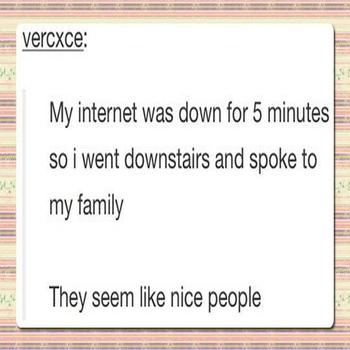 vercxce:
My internet was down for 5 minutes
so i went downstairs and spoke to
my family
They seem like nice people